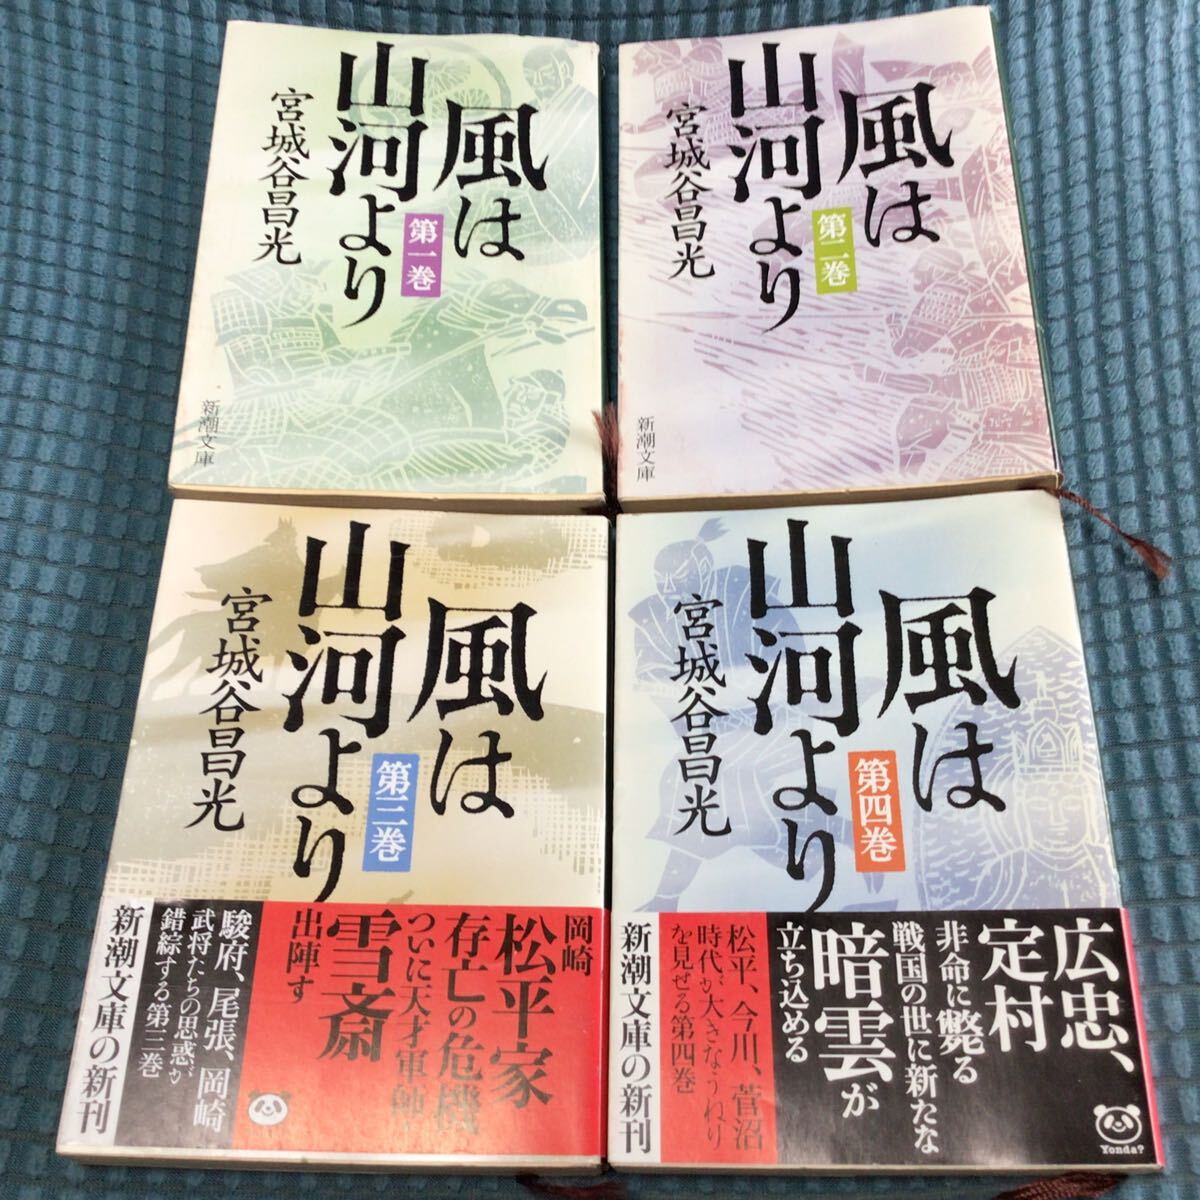 風は
山河より
第一巻
宮城谷昌光
新潮文庫
風は
山河より
第二巻
宮城谷昌光
新潮文庫
風は
山河より
第三巻
宮城谷昌光
岡崎
松平家
存亡の危機
ついに天才軍師
雪斎
出陣す
駿府、尾張、岡崎
武将たちの思惑が
錯綜する第三巻
新潮文庫の新刊
風は
山河より
第四巻
宮城谷昌光
広忠、
定村
非命に斃る
戦国の世に新たな
暗雲が
立ち込める
松平、今川、菅沼
時代が大きなうねり
を見せる第四巻
新潮文庫の新刊
Yonda?